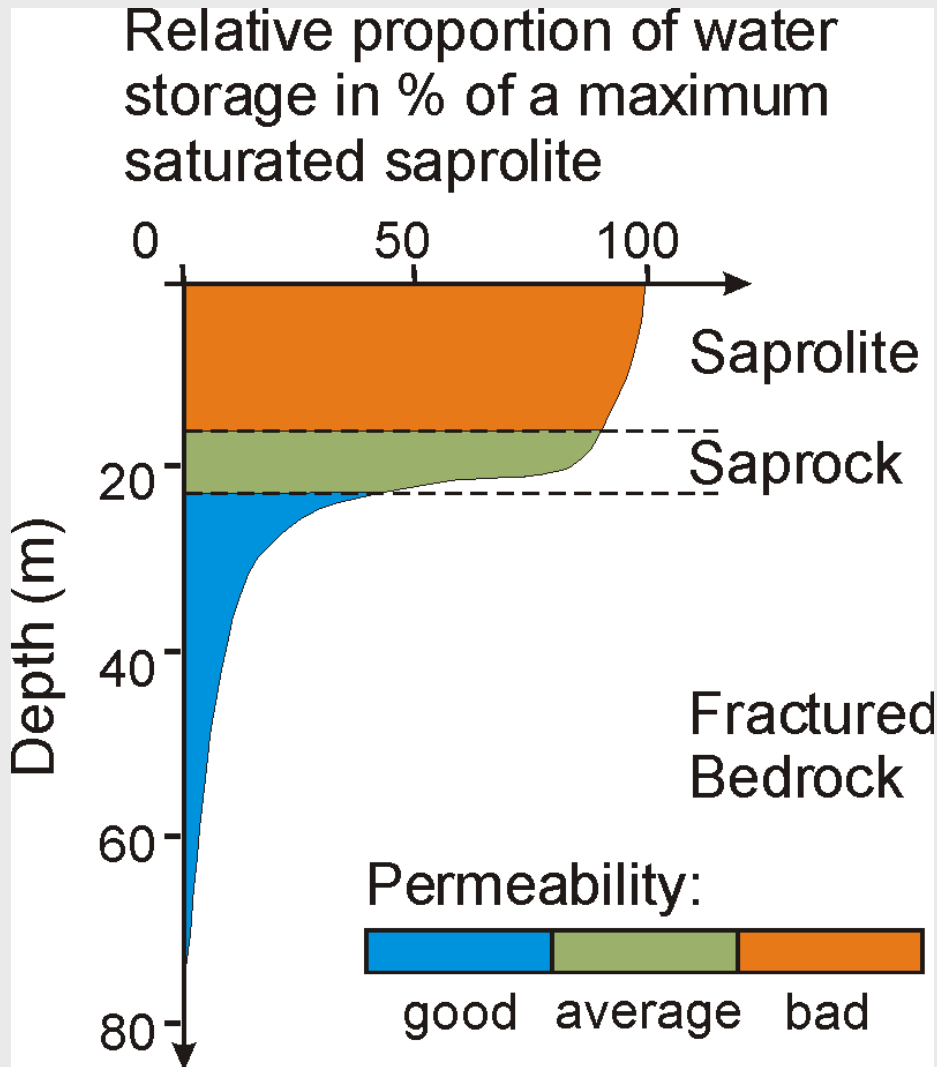 Relative proportion of water
storage in % of a maximum
saturated saprolite
0 50 100
Saprolite
Saprock
20
Depth (m)
40
Fractured
Bedrock
60
Permeability:
good average bad
80